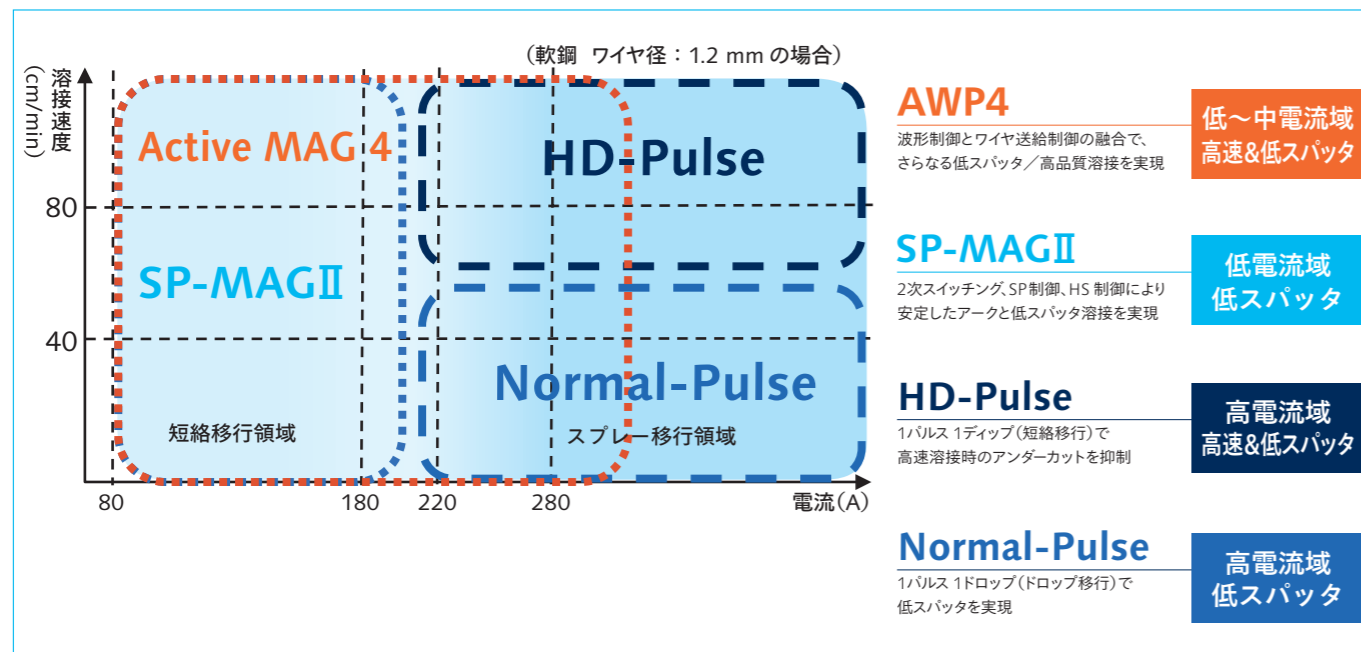 (軟鋼 ワイヤ径：1.2 mm の場合)
溶接速度
(cm/min)
80
40
Active MAG 4
HD-Pulse
SP-MAGⅡ
Normal-Pulse
短絡移行領域
スプレー移行領域
80
180
220
280
電流(A)
AWP4
波形制御とワイヤ送給制御の融合で、
さらなる低スパッタ／高品質溶接を実現
低～中電流域
高速&低スパッタ
SP-MAGⅡ
2次スイッチング、SP制御、HS制御により
安定したアークと低スパッタ溶接を実現
低電流域
低スパッタ
HD-Pulse
1パルス 1ディップ(短絡移行)で
高速溶接時のアンダーカットを抑制
高電流域
高速&低スパッタ
Normal-Pulse
1パルス 1ドロップ(ドロップ移行)で
低スパッタを実現
高電流域
低スパッタ